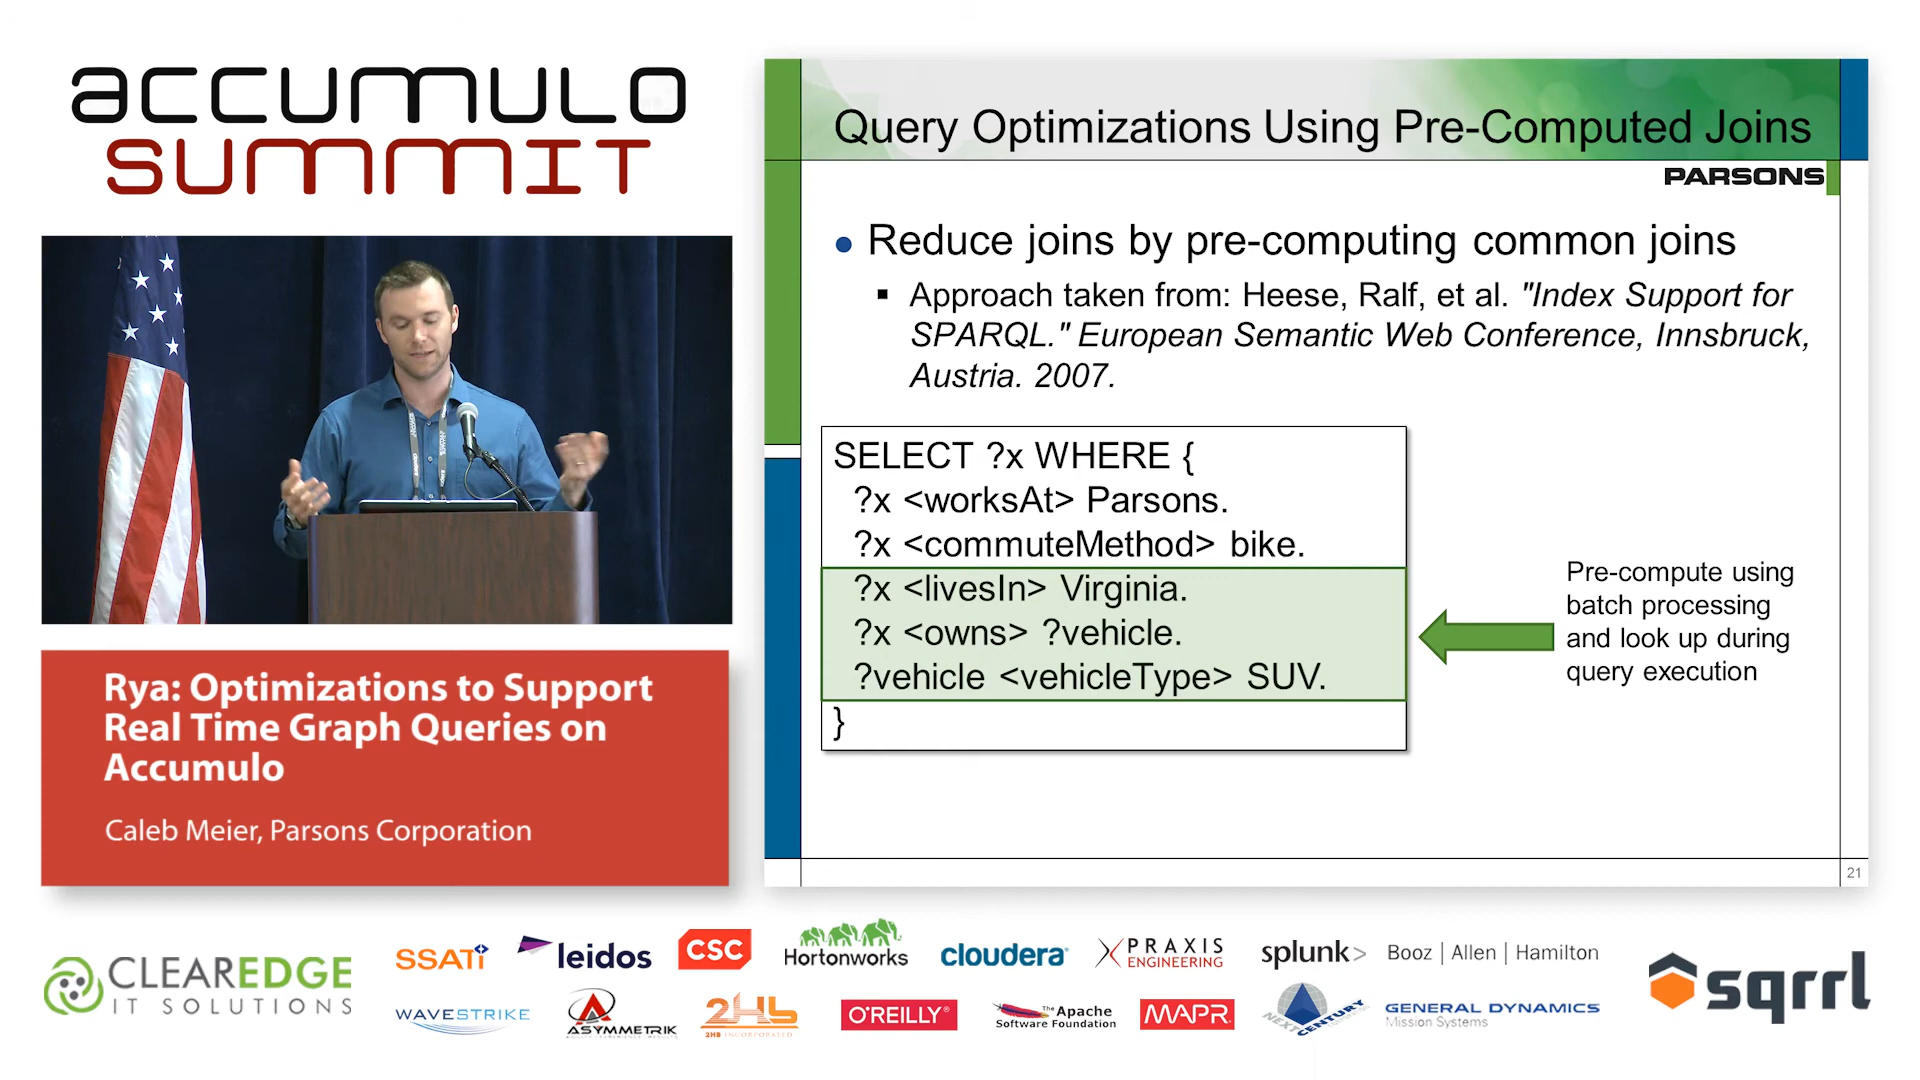 accumulo
summit
Query Optimizations Using Pre-Computed Joins
PARSONS
• Reduce joins by pre-computing common joins
▪ Approach taken from: Heese, Ralf, et al. "Index Support for
SPARQL." European Semantic Web Conference, Innsbruck,
Austria. 2007.
SELECT ?x WHERE {
?x <worksAt> Parsons.
?x <commuteMethod> bike.
?x <livesIn> Virginia.
?x <owns> ?vehicle.
?vehicle <vehicleType> SUV.
}
Pre-compute using
batch processing
and look up during
query execution
21
Rya: Optimizations to Support
Real Time Graph Queries on
Accumulo
Caleb Meier, Parsons Corporation
CLEAREDGE
IT SOLUTIONS
SSATi
leidos
CSC
Hortonworks
cloudera
PRAXIS
ENGINEERING
splunk>
Booz | Allen | Hamilton
sqrrl
WAVESTRIKE
ASYMMETRIK
2HB
2HB INCORPORATED
O'REILLY
The Apache
Software Foundation
MAPR
NEXT CENTURY
GENERAL DYNAMICS
Mission Systems